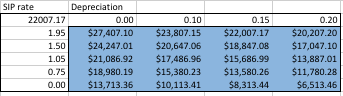 SIP rate Depreciation
22007.17 0.00 0.10 0.15 0.20
1.95 $27,407.10 $23,807.15 $22,007.17 $20,207.20
1.50 $24,247.01 $20,647.06 $18,847.08 $17,047.10
1.05 $21,086.92 $17,486.96 $15,686.99 $13,887.01
0.75 $18,980.19 $15,380.23 $13,580.26 $11,780.28
0.00 $13,713.36 $10,113.41 $8,313.44 $6,513.46